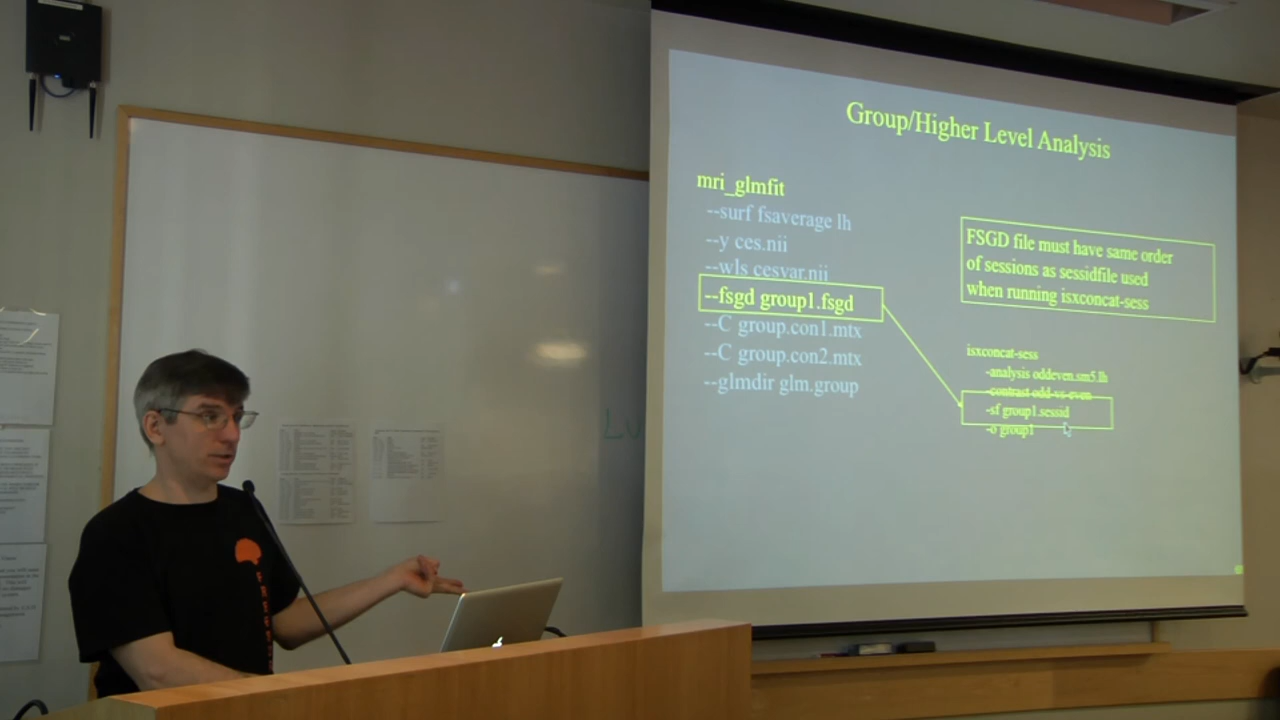 Group/Higher Level Analysis
mri_glmfit
--surf fsaverage lh
--y ces.nii
--wls cesvar.nii
--fsgd group1.fsgd
--C group.con1.mtx
--C group.con2.mtx
--glmdir glm.group
FSGD file must have same order
of sessions as sessidfile used
when running isxconcat-sess
isxconcat-sess
-analysis oddeven.sm5.lh
-contrast odd-vs-even
-sf group1.sessid
-o group1